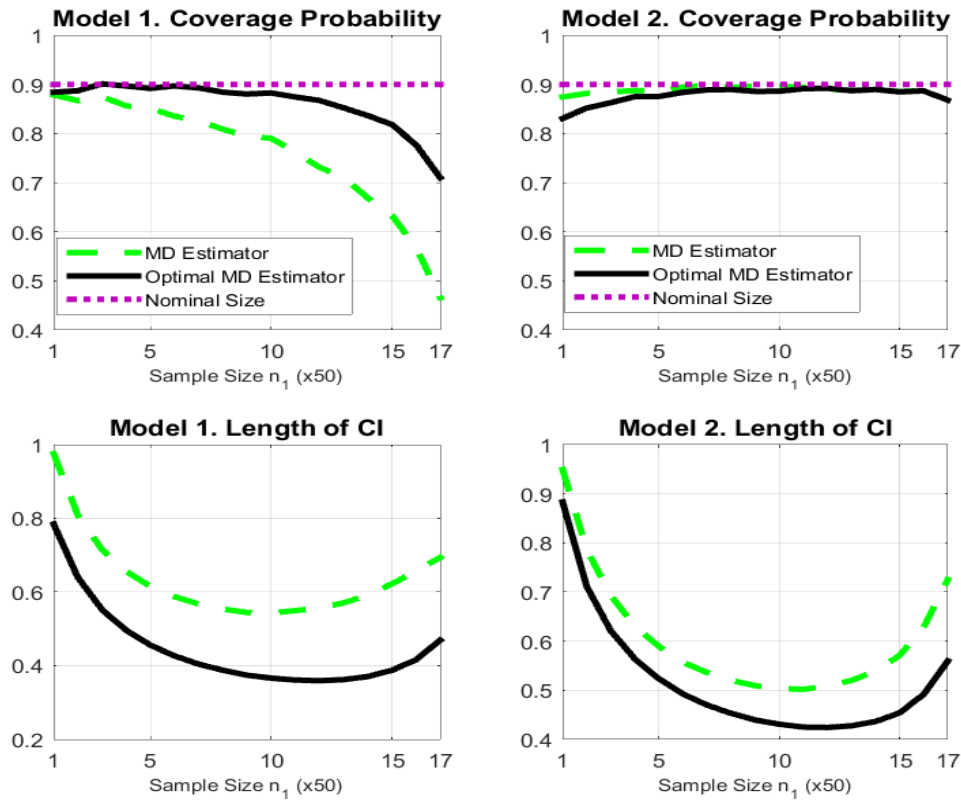 Model 1. Coverage Probability
1
0.9
0.8
0.7
0.6
0.5
0.4
MD Estimator
Optimal MD Estimator
Nominal Size
1 5 10 15 17
Sample Size n_1 (x50)
Model 2. Coverage Probability
1
0.9
0.8
0.7
0.6
0.5
0.4
MD Estimator
Optimal MD Estimator
Nominal Size
1 5 10 15 17
Sample Size n_1 (x50)
Model 1. Length of CI
1
0.8
0.6
0.4
0.2
1 5 10 15 17
Sample Size n_1 (x50)
Model 2. Length of CI
1
0.9
0.8
0.7
0.6
0.5
0.4
1 5 10 15 17
Sample Size n_1 (x50)